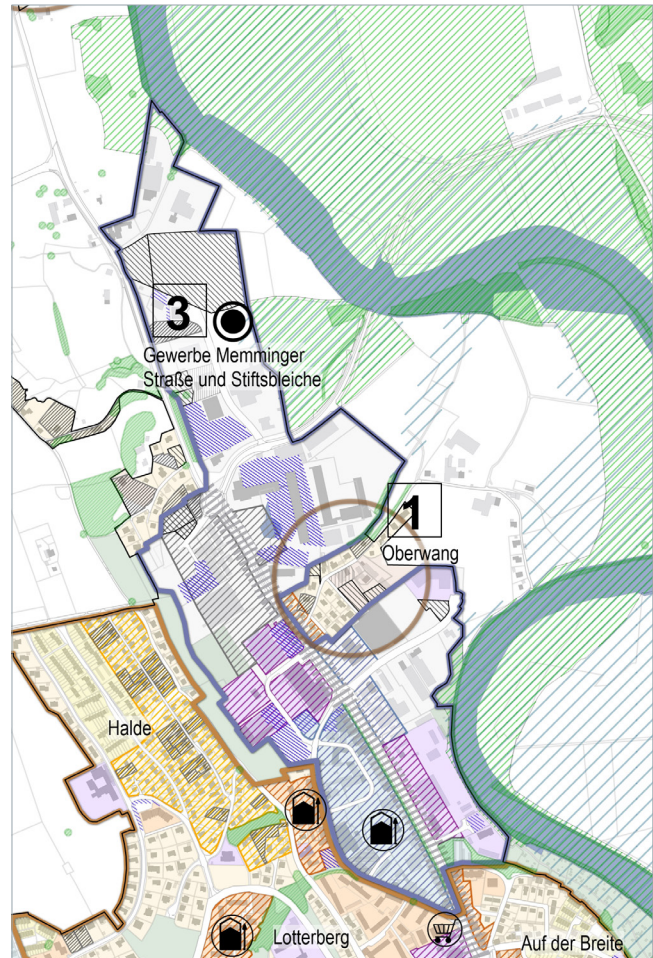 3
Gewerbe Memminger
Straße und Stiftsbleiche
1
Oberwang
Halde
Lotterberg
Auf der Breite